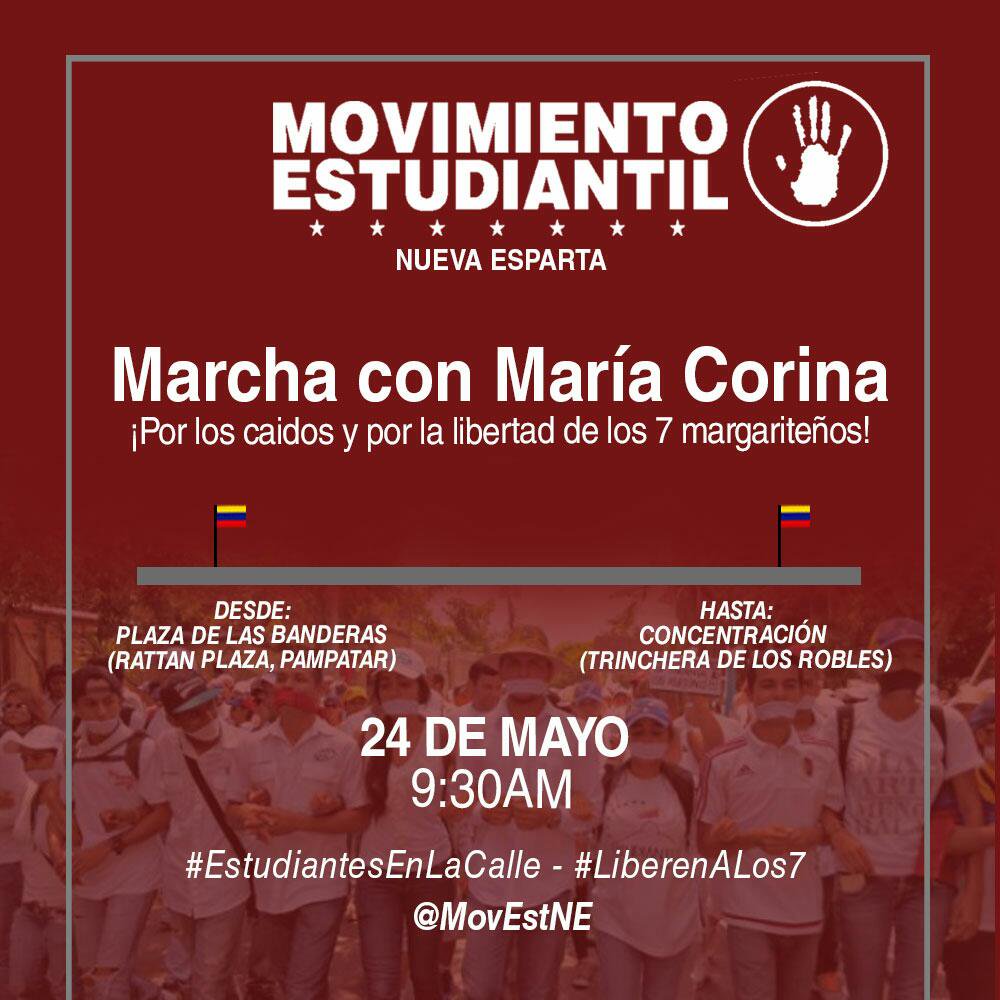 MOVIMIENTO
ESTUDIANTIL
NUEVA ESPARTA
Marcha con María Corina
¡Por los caidos y por la libertad de los 7 margariteños!
DESDE:
PLAZA DE LAS BANDERAS
(RATTAN PLAZA, PAMPATAR)
HASTA:
CONCENTRACIÓN
(TRINCHERA DE LOS ROBLES)
24 DE MAYO
9:30AM
#EstudiantesEnLaCalle - #LiberenALos7
@MovEstNE